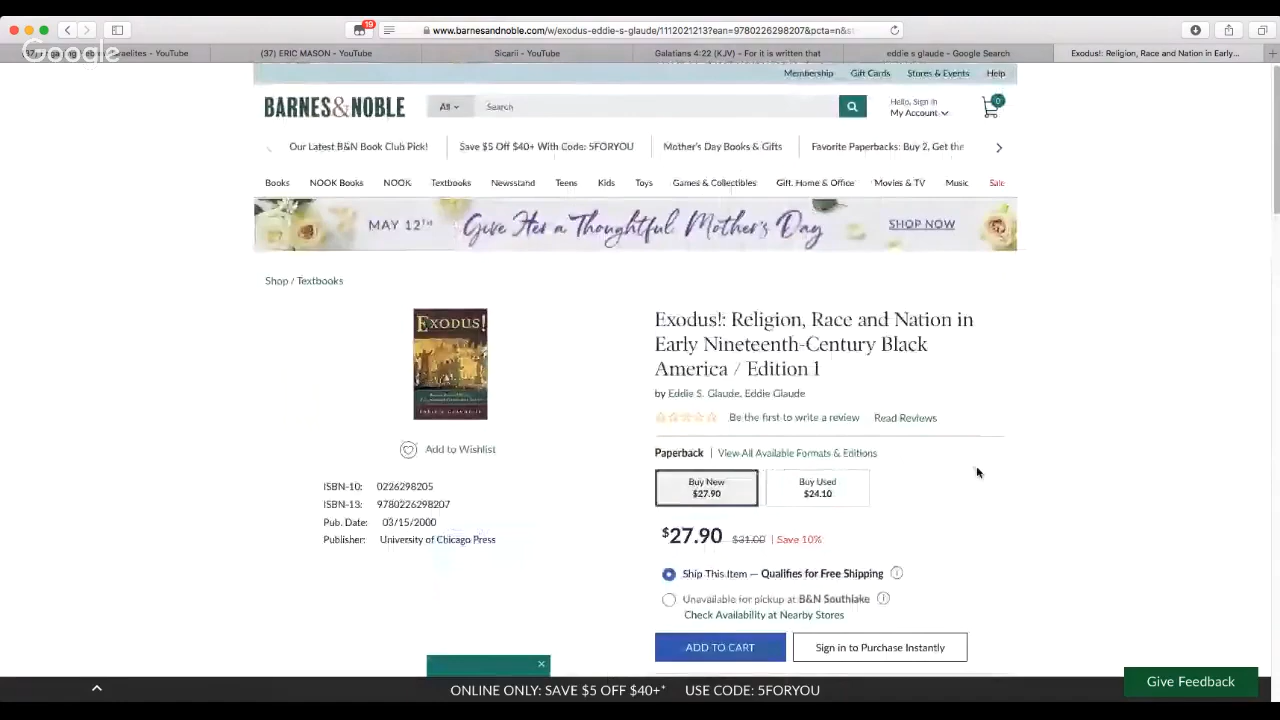 19
www.barnesandnoble.com/w/exodus-eddie-s-glaude/1112021213?ean=9780226298207&pcta=n&s
Google
sraelites - YouTube
(37) ERIC MASON - YouTube
Sicarii - YouTube
Galatians 4:22 (KJV) - For it is written that
eddie s glaude - Google Search
Exodus!: Religion, Race and Nation in Early...
Membership Gift Cards Stores & Events Help
BARNES&NOBLE
All
Search
Hello, Sign in
My Account
0
Our Latest B&N Book Club Pick!
Save $5 Off $40+ With Code: 5FORYOU
Mother's Day Books & Gifts
Favorite Paperbacks: Buy 2, Get the
Books NOOK Books NOOK Textbooks Newsstand Teens Kids Toys Games & Collectibles Gift, Home & Office Movies & TV Music Sale
MAY 12TH Give Her a Thoughtful Mother's Day SHOP NOW
Shop / Textbooks
EXODUS!
Add to Wishlist
ISBN-10: 0226298205
ISBN-13: 9780226298207
Pub. Date: 03/15/2000
Publisher: University of Chicago Press
Exodus!: Religion, Race and Nation in
Early Nineteenth-Century Black
America / Edition 1
by Eddie S. Glaude, Eddie Glaude
Be the first to write a review Read Reviews
Paperback | View All Available Formats & Editions
Buy New
$27.90
Buy Used
$24.10
$27.90 $31.00 | Save 10%
Ship This Item — Qualifies for Free Shipping
Unavailable for pickup at B&N Southlake
Check Availability at Nearby Stores
ADD TO CART
Sign in to Purchase Instantly
ONLINE ONLY: SAVE $5 OFF $40+* USE CODE: 5FORYOU
Give Feedback